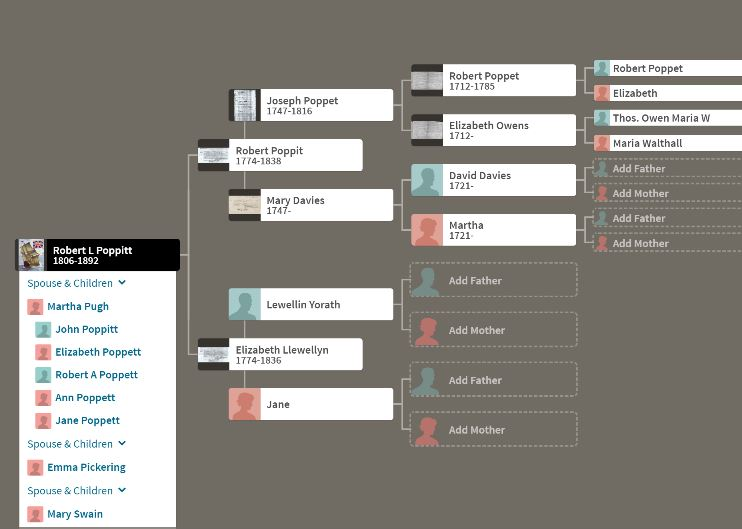 Robert Poppet
Robert Poppet
1712-1785
Joseph Poppet
1747-1816
Elizabeth
Thos. Owen Maria W
Elizabeth Owens
1712-
Maria Walthall
Robert Poppit
1774-1838
David Davies
1721-
Add Father
Mary Davies
1747-
Add Mother
Martha
1721-
Add Father
Add Mother
Robert L Poppitt
1806-1892
Spouse & Children
Martha Pugh
John Poppitt
Elizabeth Poppett
Robert A Poppett
Ann Poppett
Jane Poppett
Spouse & Children
Emma Pickering
Spouse & Children
Mary Swain
Add Father
Lewellin Yorath
Add Mother
Elizabeth Llewellyn
1774-1836
Add Father
Jane
Add Mother